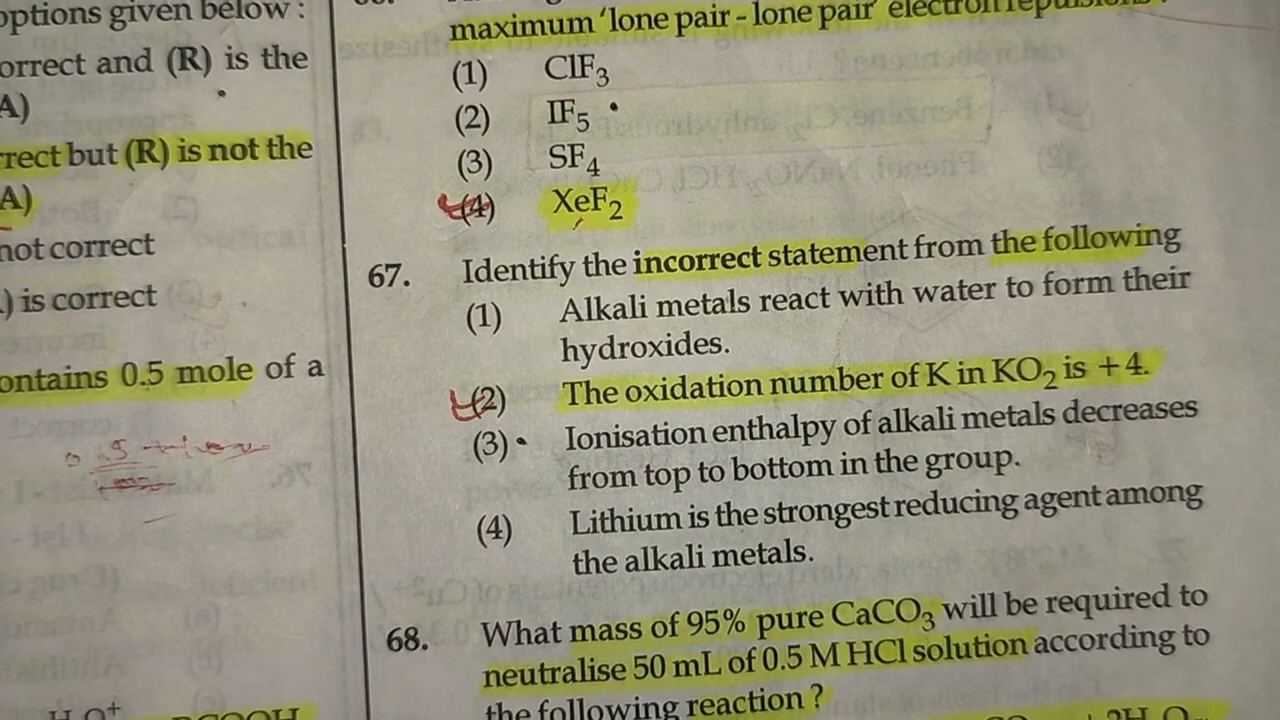 options given below :
orrect and (R) is the
A)
rrect but (R) is not the
A)
not correct
) is correct
ontains 0.5 mole of a
maximum 'lone pair - lone pair' electron repulsions ?
(1) ClF3
(2) IF5
(3) SF4
(4) XeF2
67. Identify the incorrect statement from the following
(1) Alkali metals react with water to form their
hydroxides.
(2) The oxidation number of K in KO2 is + 4.
(3) Ionisation enthalpy of alkali metals decreases
from top to bottom in the group.
(4) Lithium is the strongest reducing agent among
the alkali metals.
68. What mass of 95% pure CaCO3 will be required to
neutralise 50 mL of 0.5 M HCl solution according to
the following reaction ?